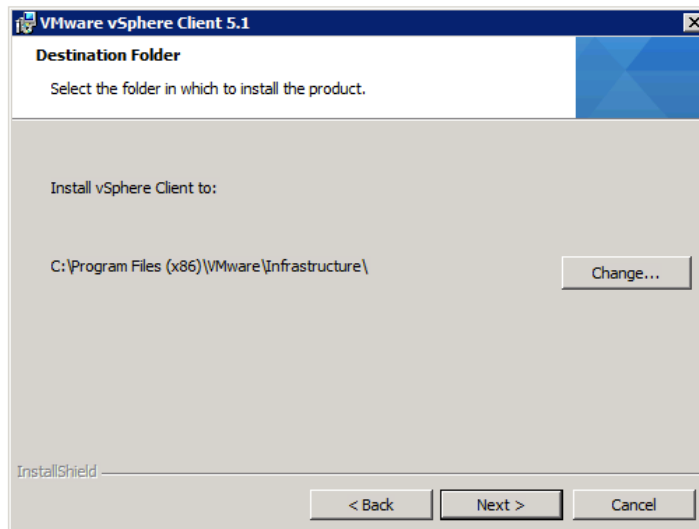 VMware vSphere Client 5.1
Destination Folder
Select the folder in which to install the product.
Install vSphere Client to:
C:\Program Files (x86)\VMware\Infrastructure\
Change...
InstallShield
< Back
Next >
Cancel